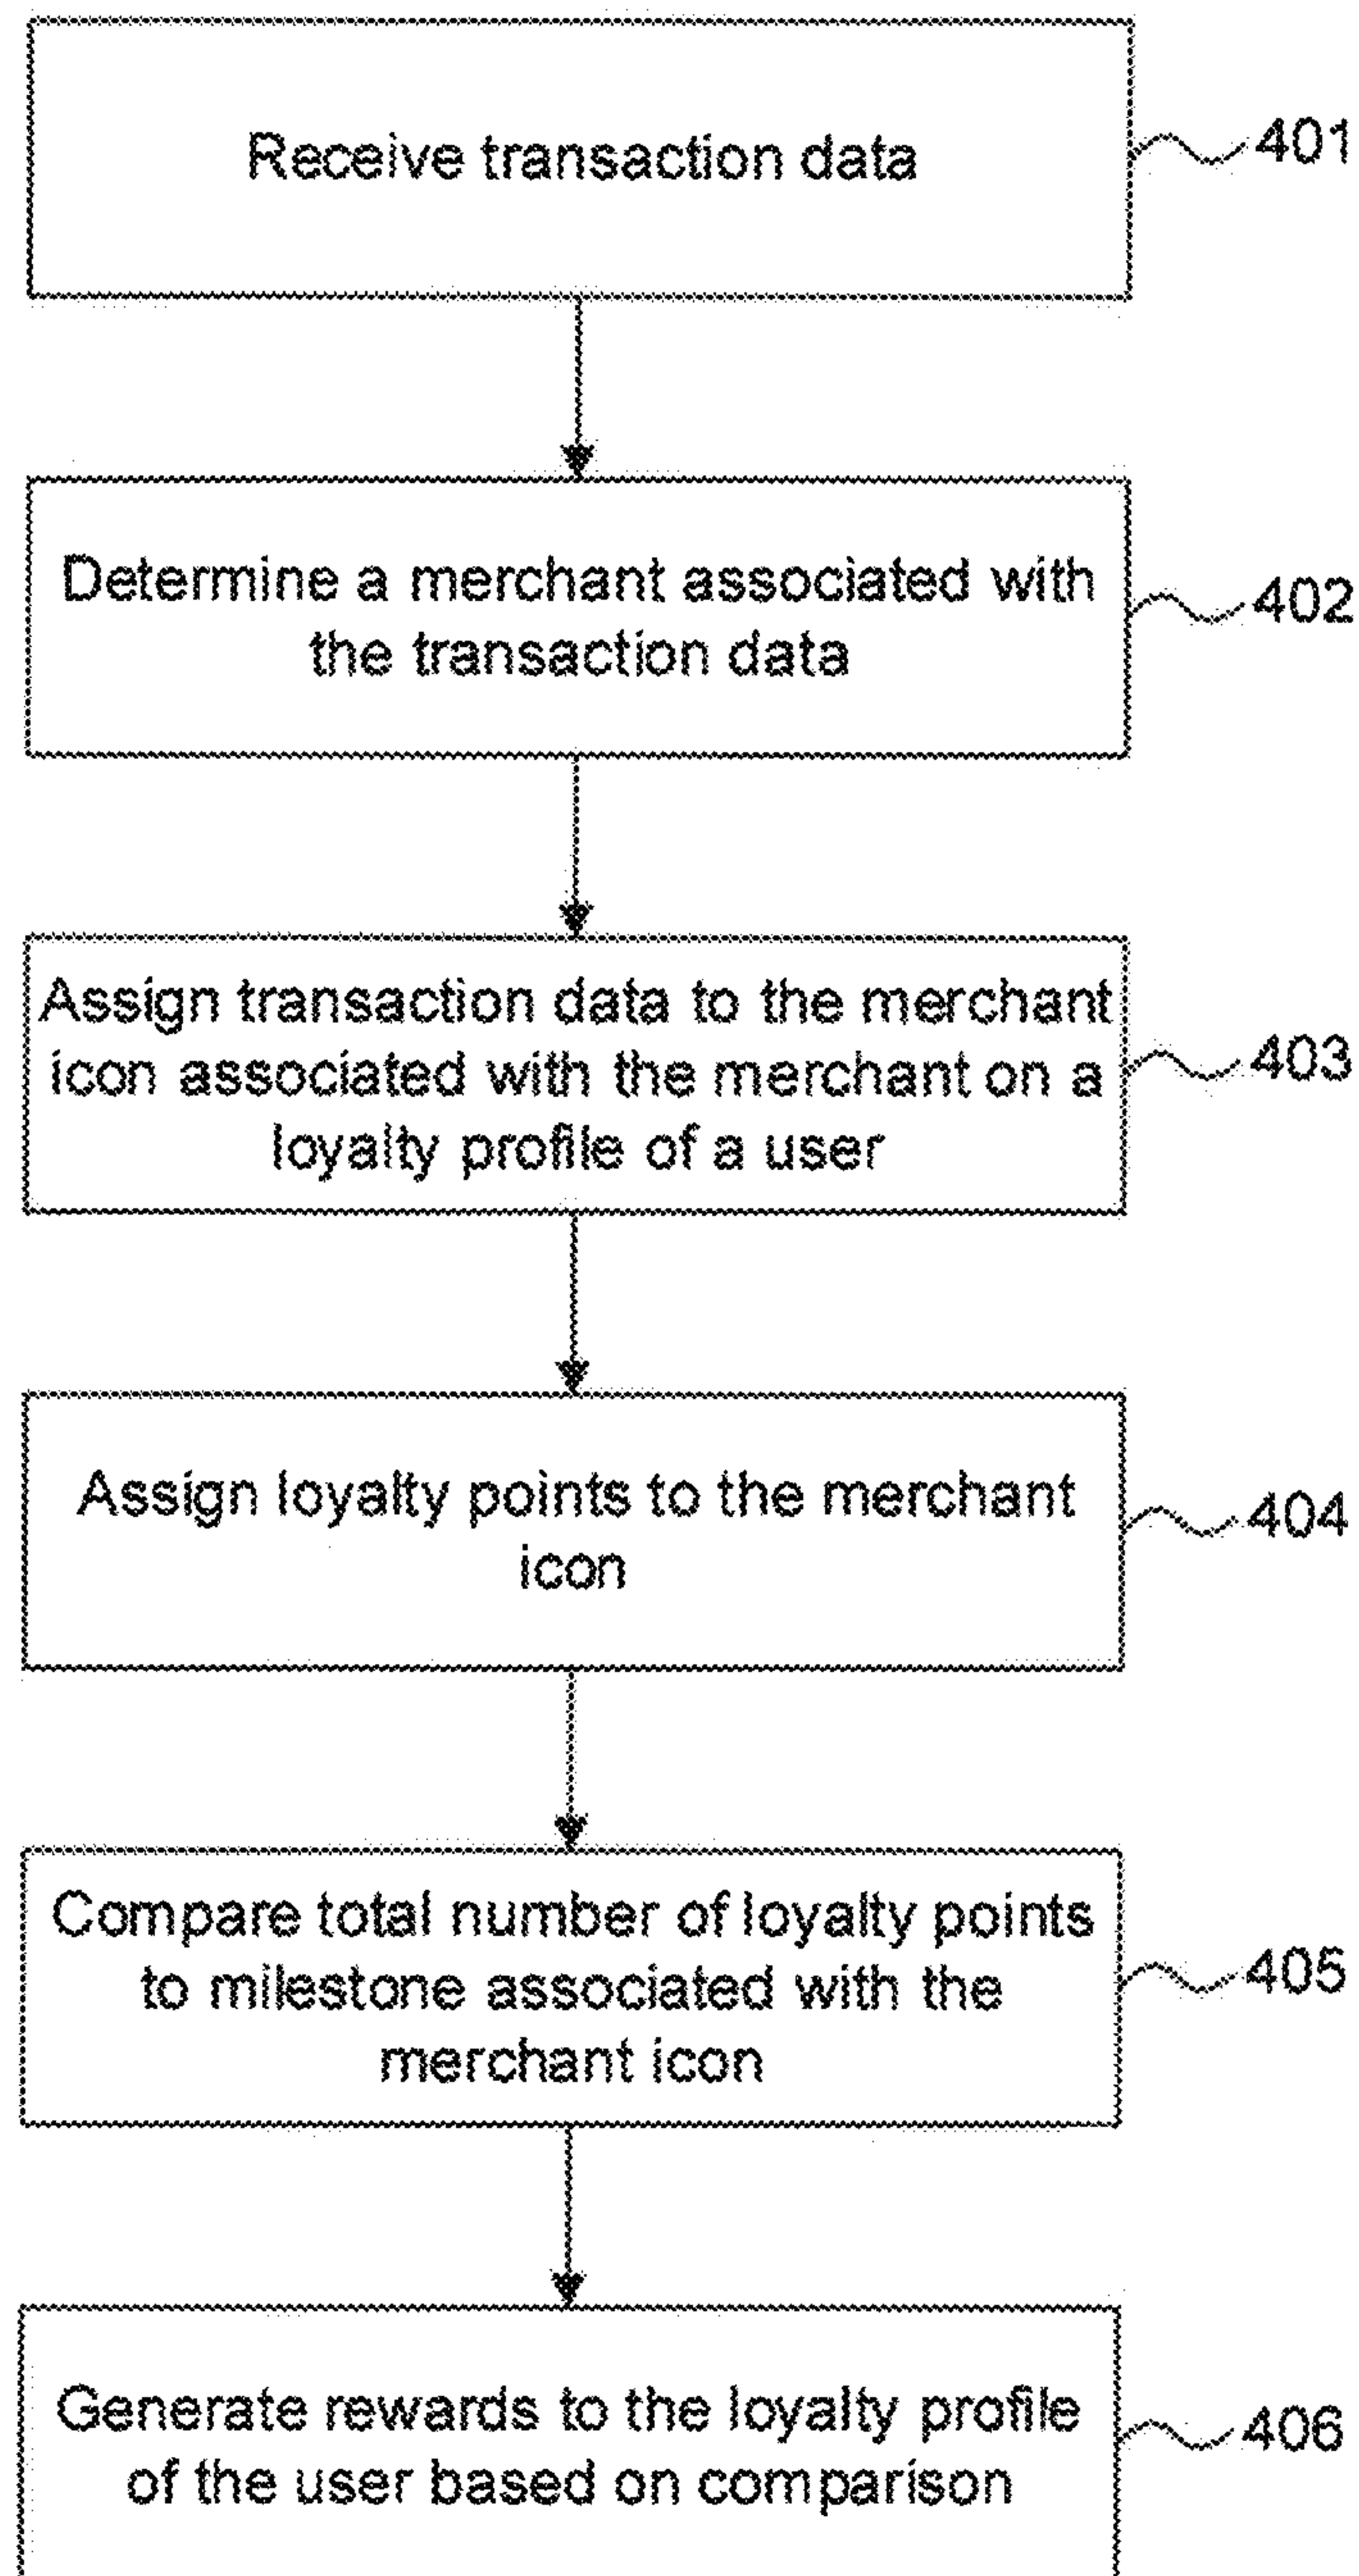 Receive transaction data
401
Determine a merchant associated with
the transaction data
402
Assign transaction data to the merchant
icon associated with the merchant on a
loyalty profile of a user
403
Assign loyalty points to the merchant
icon
404
Compare total number of loyalty points
to milestone associated with the
merchant icon
405
Generate rewards to the loyalty profile
of the user based on comparison
406